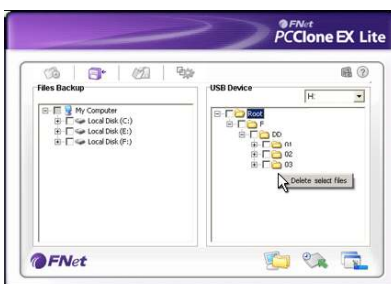 FNet
PCClone EX Lite
Files Backup
My Computer
Local Disk (C:)
Local Disk (E:)
Local Disk (F:)
USB Device
H:
Root
F
DD
01
02
03
Delete select files
FNet